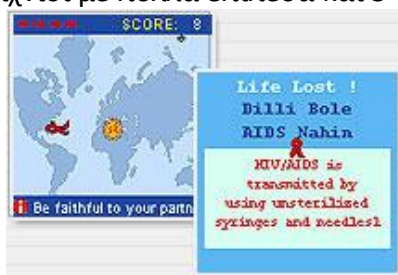 SCORE: 8
Be faithful to your partn
Life Lost !
Dilli Bole
AIDS Nahin
HIV/AIDS is
transmitted by
using unsterilized
syringes and needles!